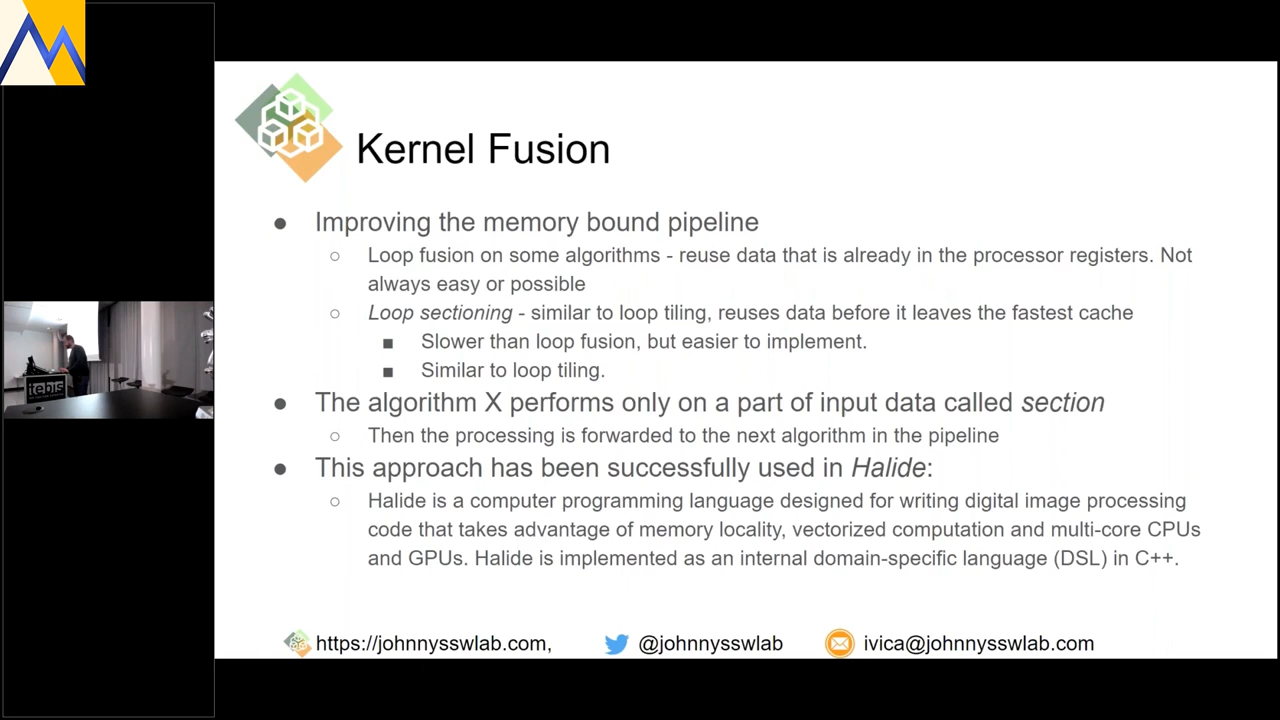 Kernel Fusion
● Improving the memory bound pipeline
○ Loop fusion on some algorithms - reuse data that is already in the processor registers. Not
always easy or possible
○ Loop sectioning - similar to loop tiling, reuses data before it leaves the fastest cache
■ Slower than loop fusion, but easier to implement.
■ Similar to loop tiling.
● The algorithm X performs only on a part of input data called section
○ Then the processing is forwarded to the next algorithm in the pipeline
● This approach has been successfully used in Halide:
○ Halide is a computer programming language designed for writing digital image processing
code that takes advantage of memory locality, vectorized computation and multi-core CPUs
and GPUs. Halide is implemented as an internal domain-specific language (DSL) in C++.
https://johnnysswlab.com, @johnnysswlab ivica@johnnysswlab.com
tebis